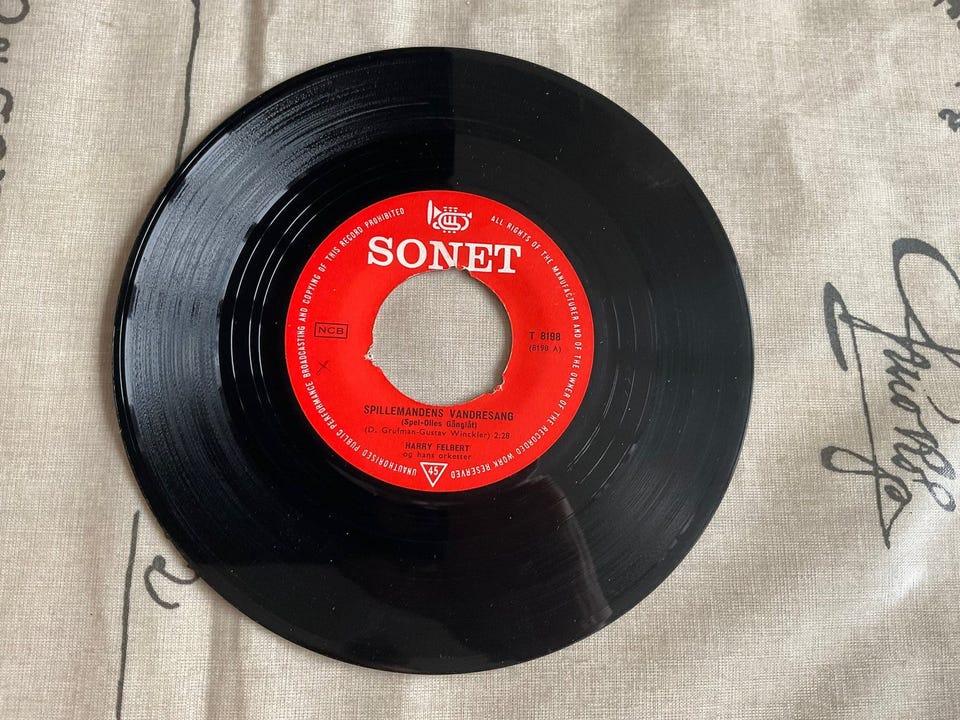 SONET
NCB
T 8198
(8198 A)
SPILLEMANDENS VANDRESANG
(Spel-Olles Gånglåt)
(D. Grufman-Gustav Winckler) 2:28
HARRY FELBERT
og hans orkester
45
ALL RIGHTS OF THE MANUFACTURER AND OF THE OWNER OF THE RECORDED WORK RESERVED
UNAUTHORISED PUBLIC PERFORMANCE BROADCASTING AND COPYING OF THIS RECORD PROHIBITED